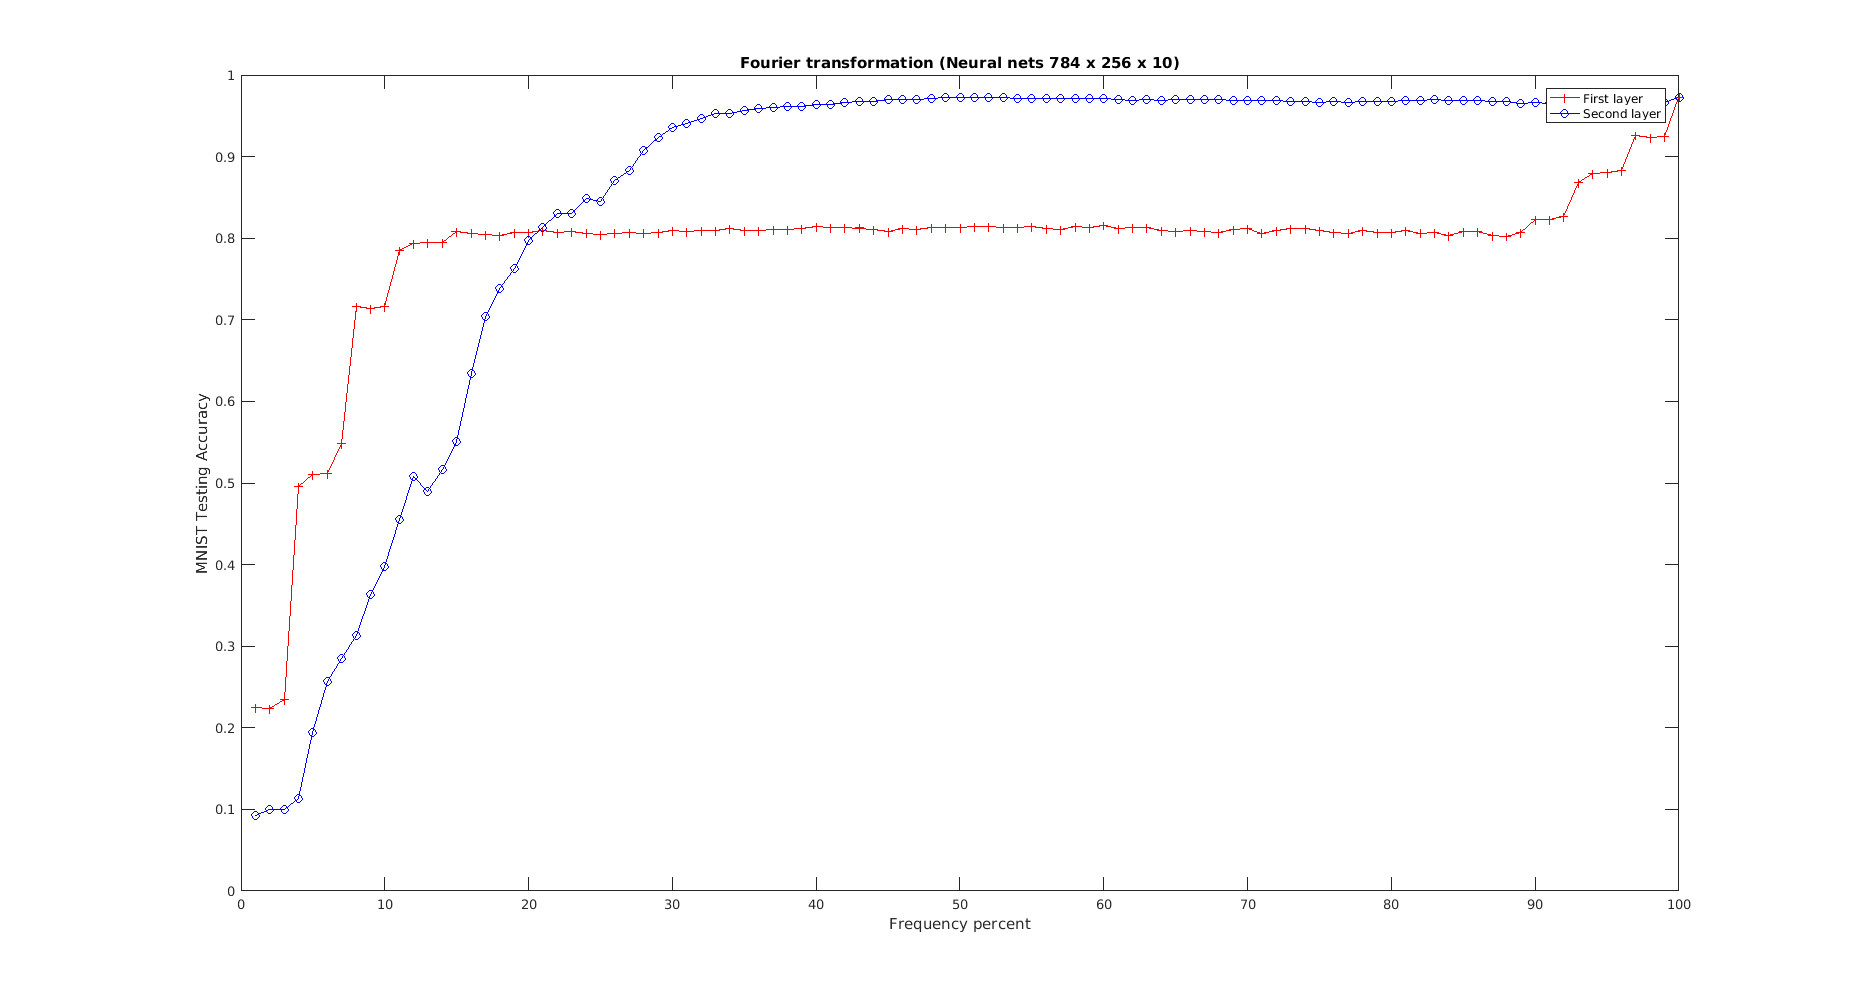 Fourier transformation (Neural nets 784 x 256 x 10)
1
0.9
0.8
0.7
0.6
0.5
0.4
0.3
0.2
0.1
0
MNIST Testing Accuracy
First layer
Second layer
0 10 20 30 40 50 60 70 80 90 100
Frequency percent